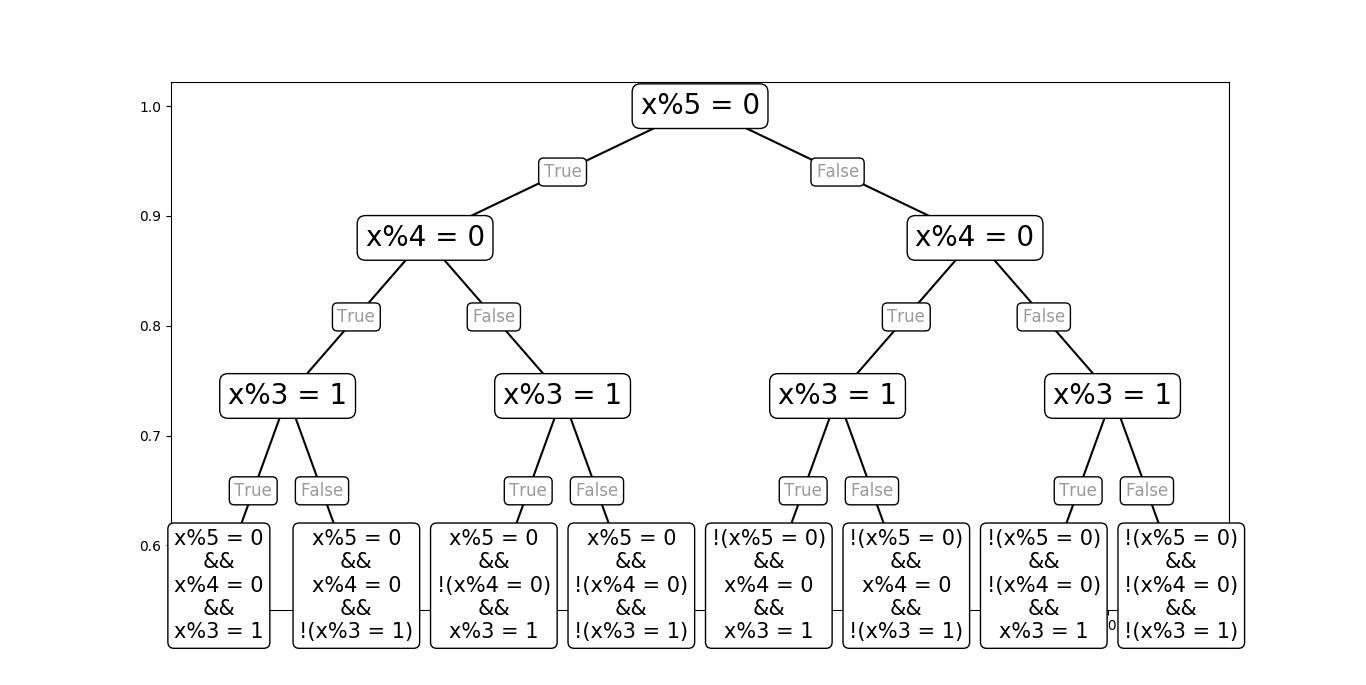 1.0
x%5 = 0
True
False
0.9
x%4 = 0
x%4 = 0
0.8
True
False
True
False
x%3 = 1
x%3 = 1
x%3 = 1
x%3 = 1
0.7
True
False
True
False
True
False
True
False
0.6
x%5 = 0
&&
x%4 = 0
&&
x%3 = 1
x%5 = 0
&&
x%4 = 0
&&
!(x%3 = 1)
x%5 = 0
&&
!(x%4 = 0)
&&
x%3 = 1
x%5 = 0
&&
!(x%4 = 0)
&&
!(x%3 = 1)
!(x%5 = 0)
&&
x%4 = 0
&&
x%3 = 1
!(x%5 = 0)
&&
x%4 = 0
&&
!(x%3 = 1)
!(x%5 = 0)
&&
!(x%4 = 0)
&&
x%3 = 1
0
!(x%5 = 0)
&&
!(x%4 = 0)
&&
!(x%3 = 1)